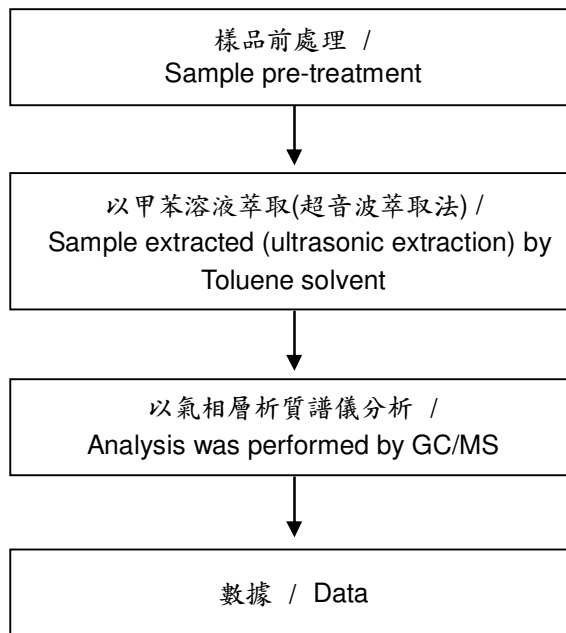 樣品前處理 /
Sample pre-treatment
以甲苯溶液萃取(超音波萃取法) /
Sample extracted (ultrasonic extraction) by
Toluene solvent
以氣相層析質譜儀分析 /
Analysis was performed by GC/MS
數據 / Data